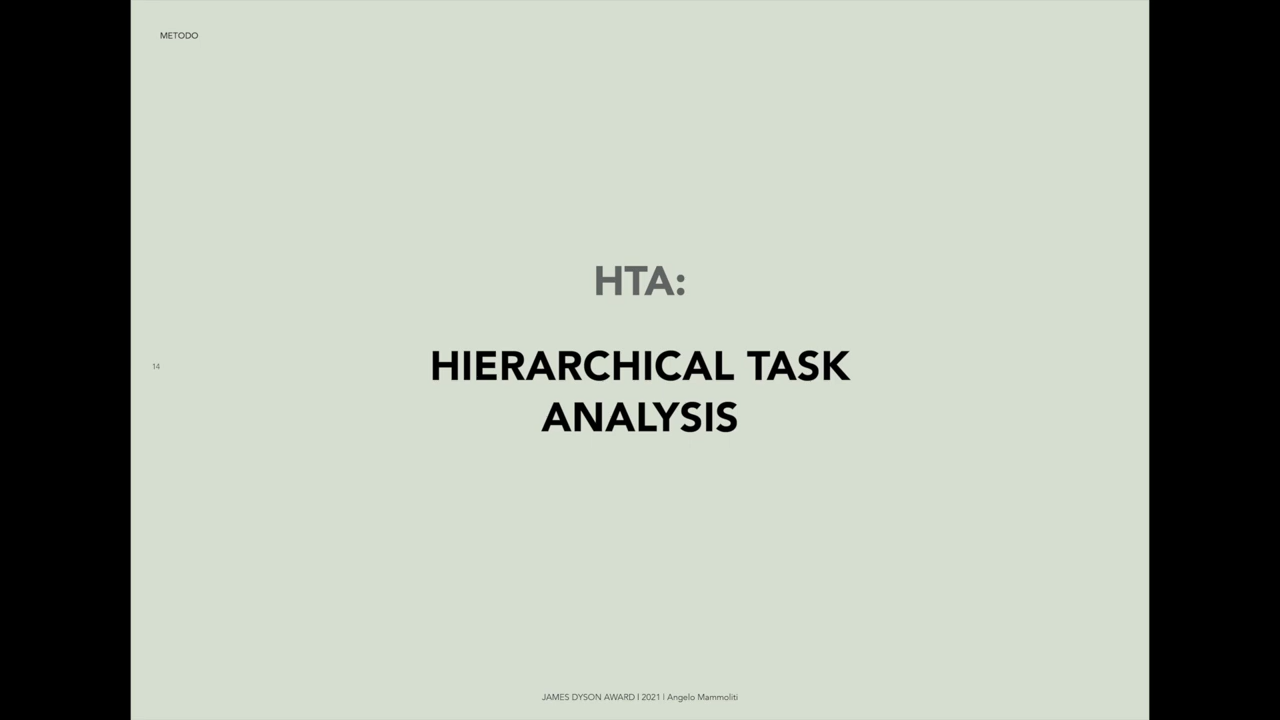 METODO
HTA:
HIERARCHICAL TASK
ANALYSIS
14
JAMES DYSON AWARD I 2021 I Angelo Mammoliti